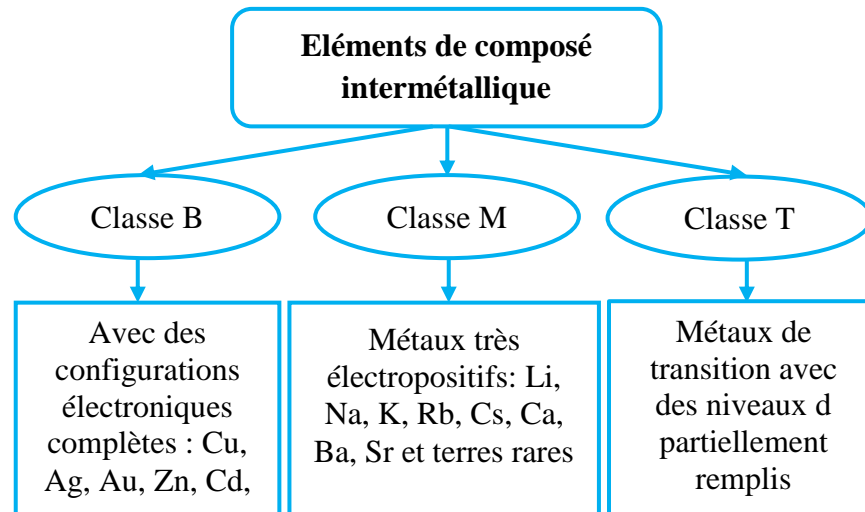 Eléments de composé
intermétallique
Classe B
Classe M
Classe T
Avec des
configurations
électroniques
complètes : Cu,
Ag, Au, Zn, Cd,
Métaux très
électropositifs: Li,
Na, K, Rb, Cs, Ca,
Ba, Sr et terres rares
Métaux de
transition avec
des niveaux d
partiellement
remplis